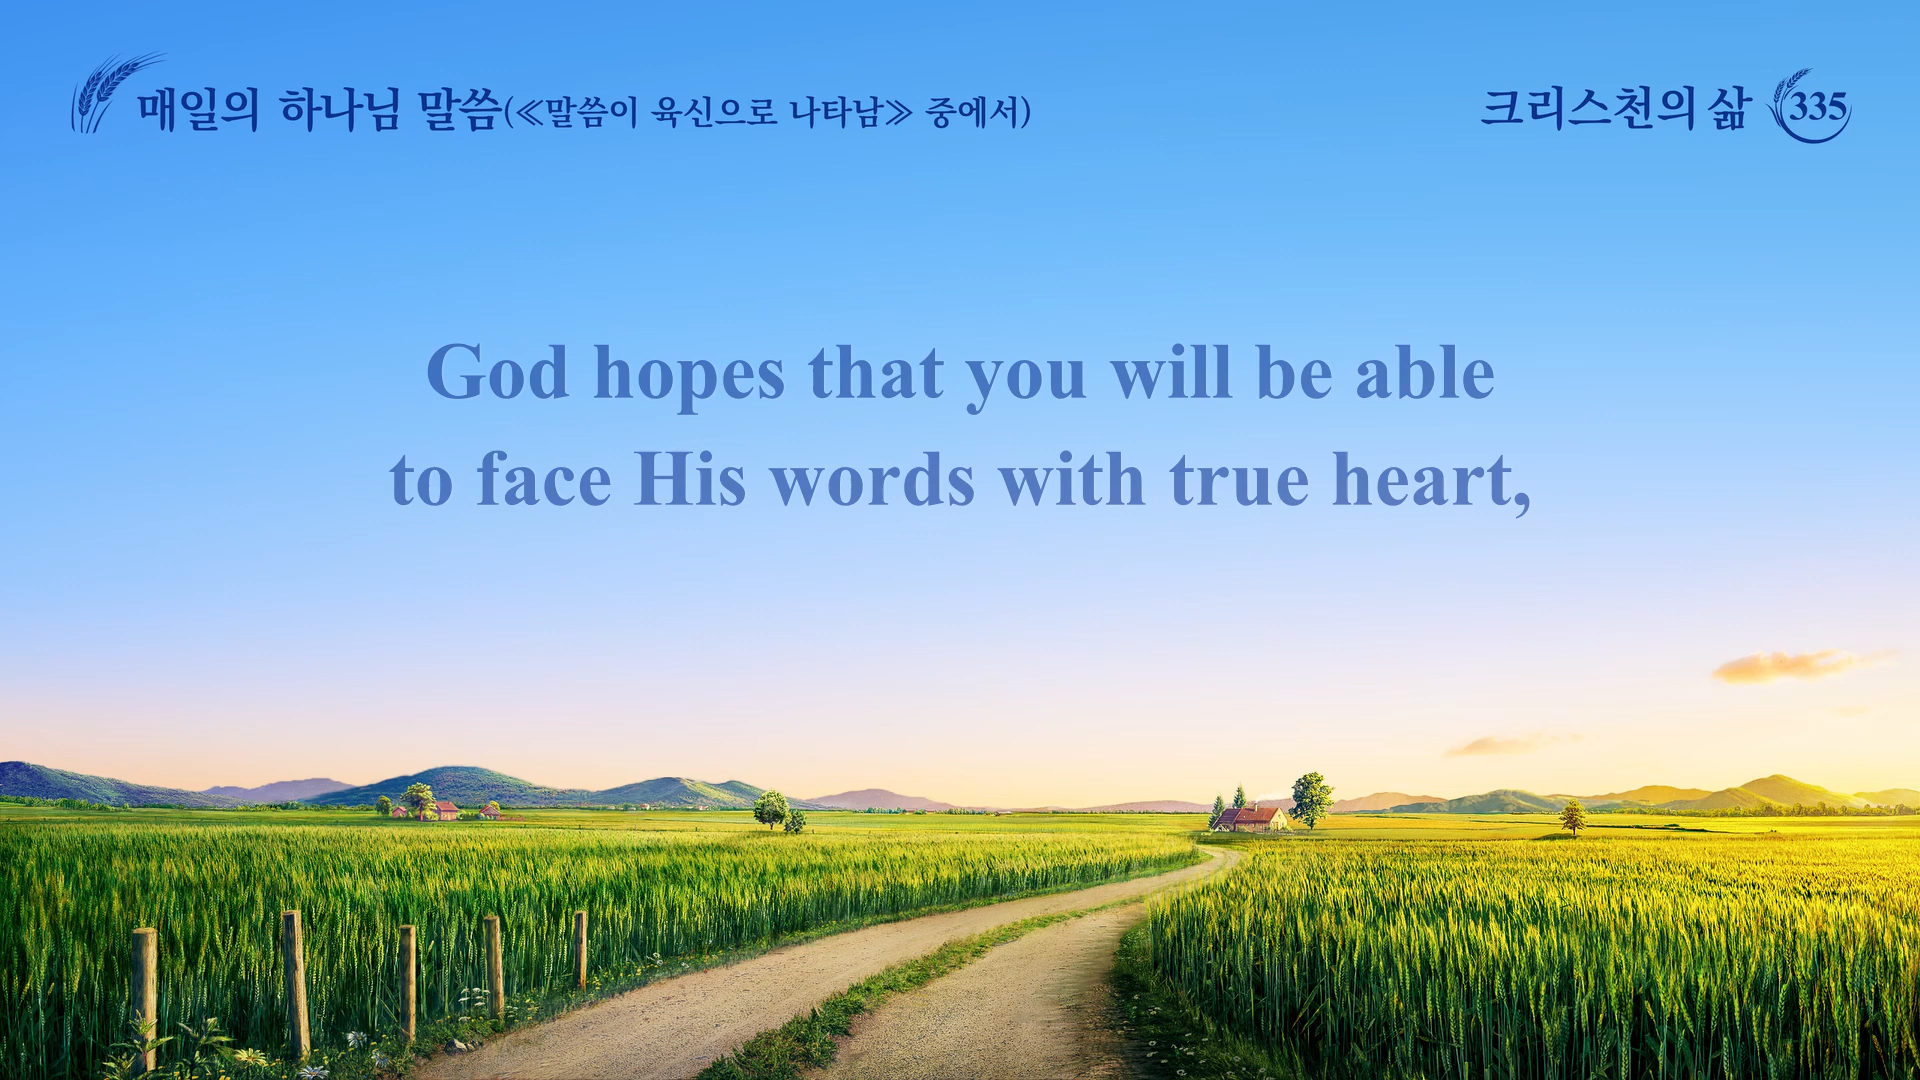 매일의 하나님 말씀(≪말씀이 육신으로 나타남≫ 중에서)
크리스천의 삶 335
God hopes that you will be able
to face His words with true heart,